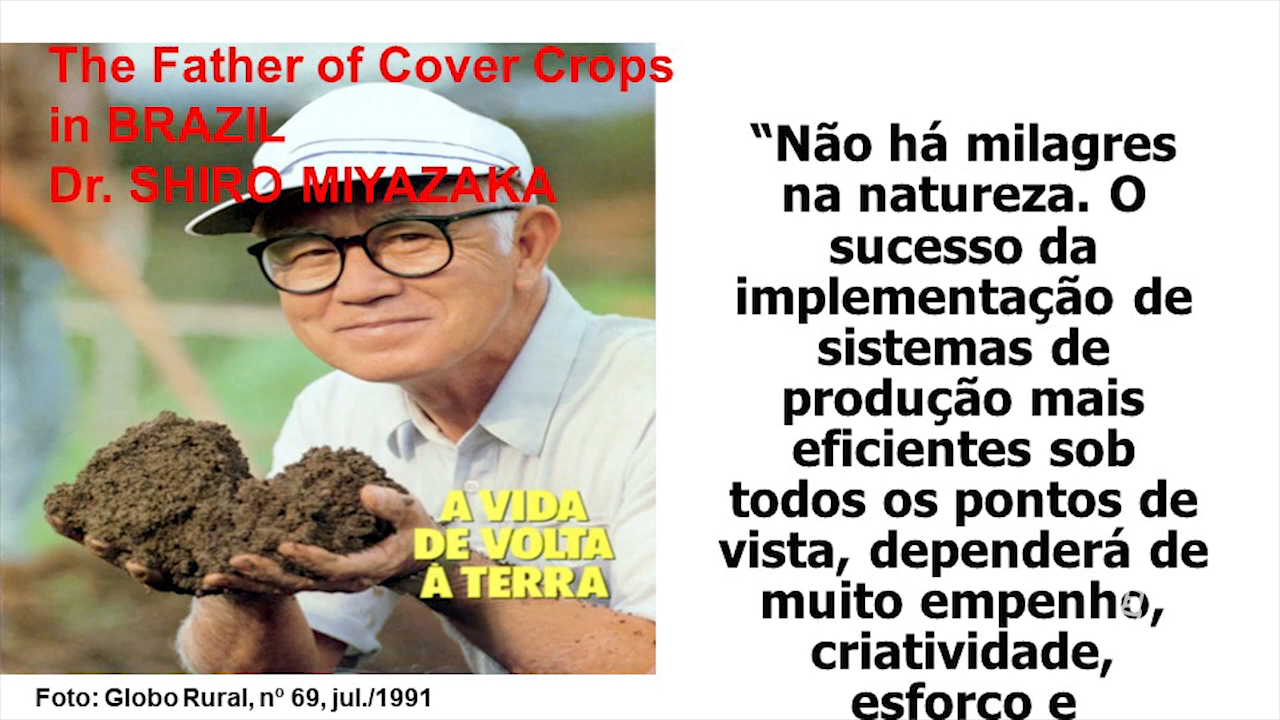 The Father of Cover Crops
in BRAZIL
Dr. SHIRO MIYAZAKA
A VIDA
DE VOLTA
À TERRA
Foto: Globo Rural, nº 69, jul./1991
“Não há milagres
na natureza. O
sucesso da
implementação de
sistemas de
produção mais
eficientes sob
todos os pontos de
vista, dependerá de
muito empenho,
criatividade,
esforço e